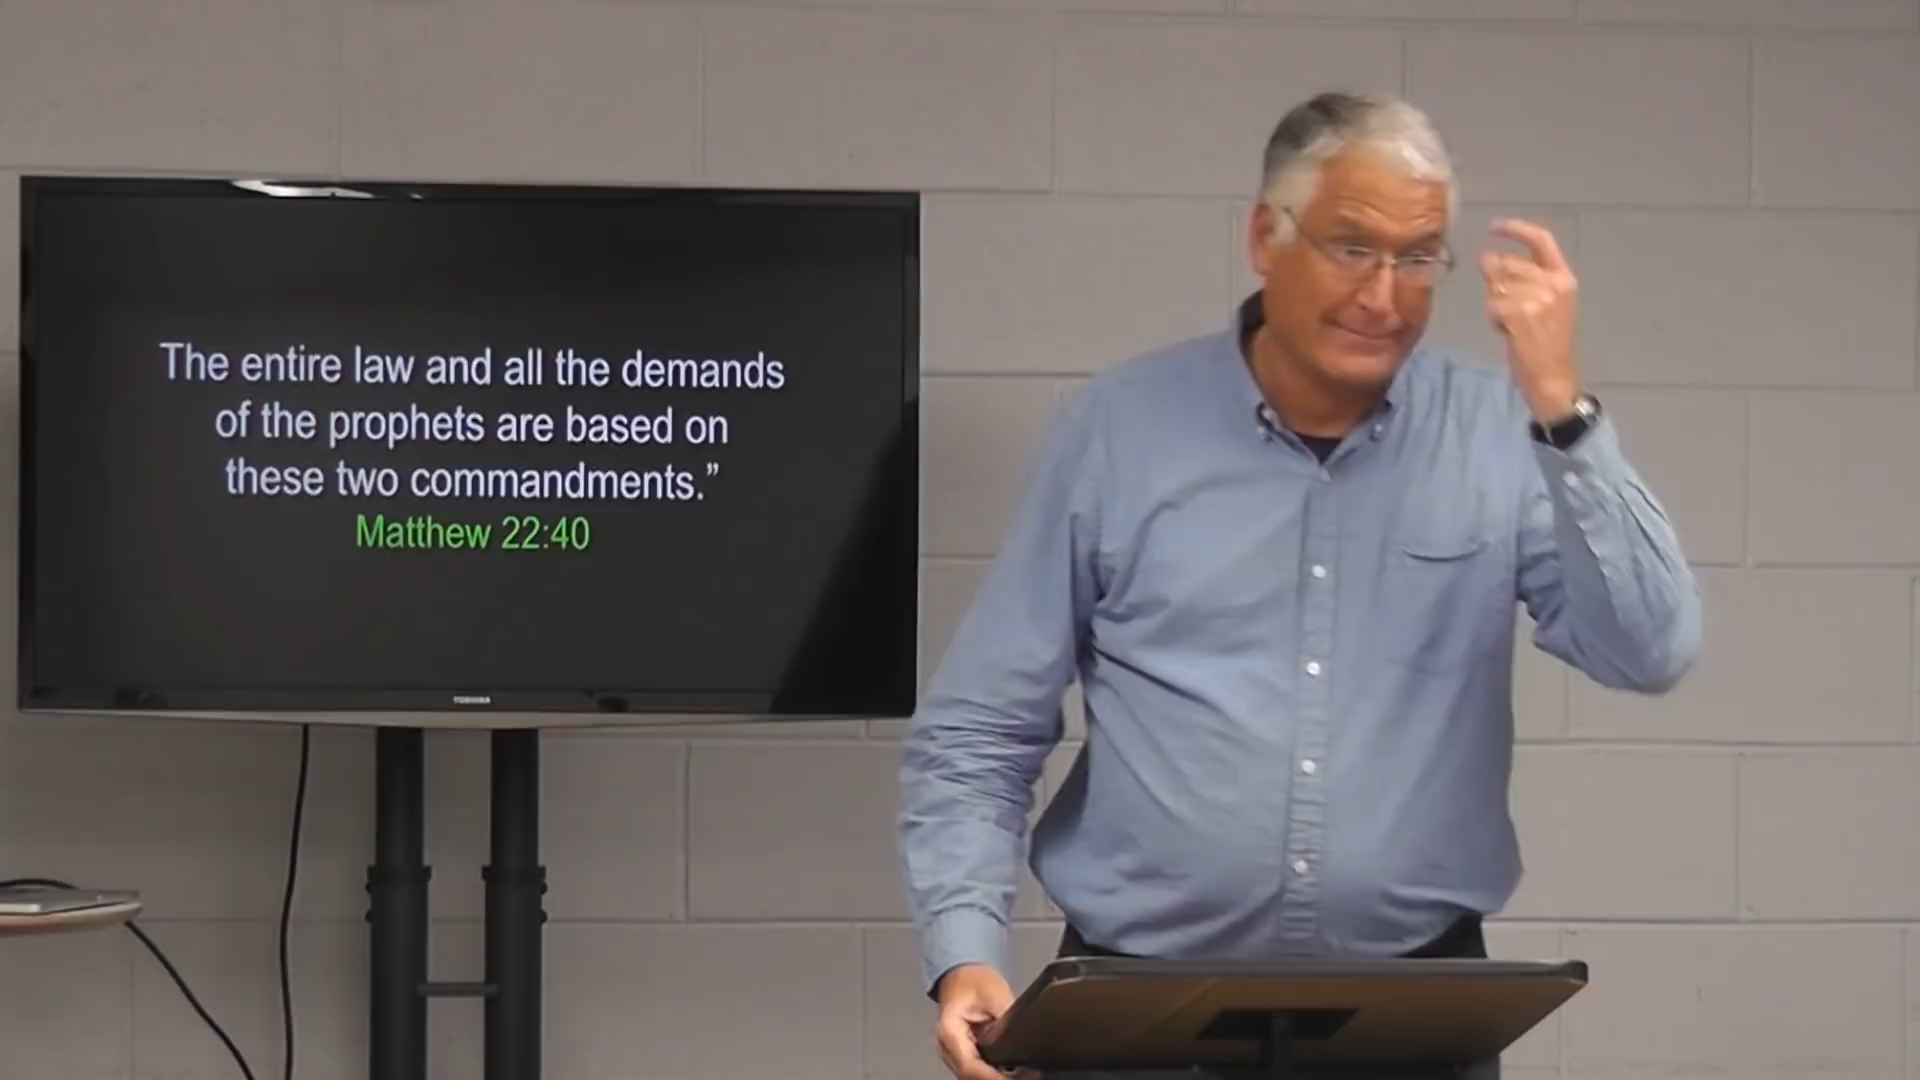 The entire law and all the demands
of the prophets are based on
these two commandments.”
Matthew 22:40
TOSHIBA